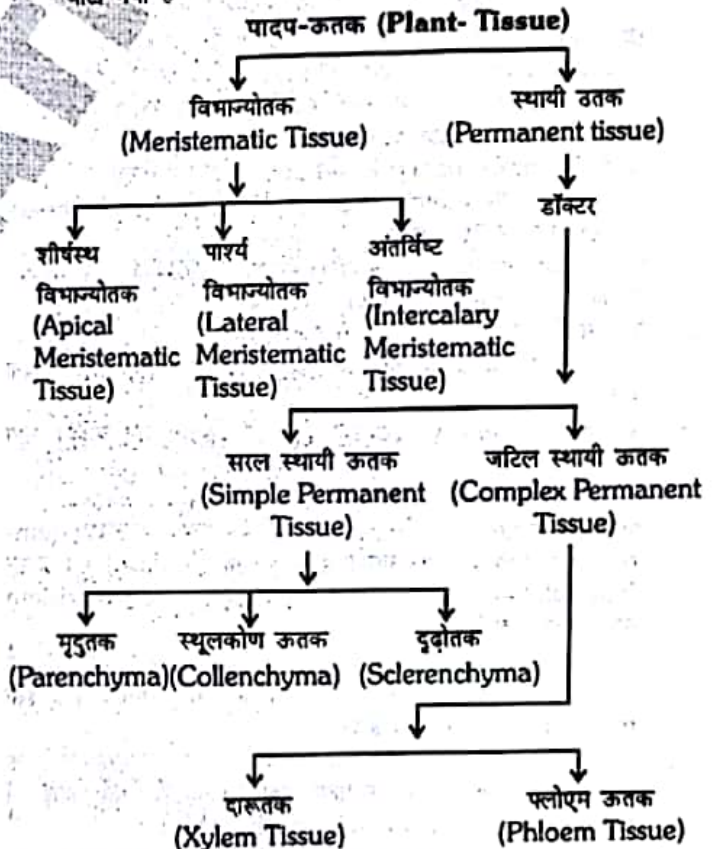 पादप-ऊतक (Plant- Tissue)
विभाज्योतक
(Meristematic Tissue)
स्थायी उतक
(Permanent tissue)
डॉक्टर
शीर्षस्थ
विभाज्योतक
(Apical
Meristematic
Tissue)
पार्श्य
विभाज्योतक
(Lateral
Meristematic
Tissue)
अंतर्विष्ट
विभाज्योतक
(Intercalary
Meristematic
Tissue)
सरल स्थायी ऊतक
(Simple Permanent
Tissue)
जटिल स्थायी ऊतक
(Complex Permanent
Tissue)
मृदुतक
(Parenchyma)
स्थूलकोण ऊतक
(Collenchyma)
दृढ़ोतक
(Sclerenchyma)
दारूतक
(Xylem Tissue)
फ्लोएम ऊतक
(Phloem Tissue)